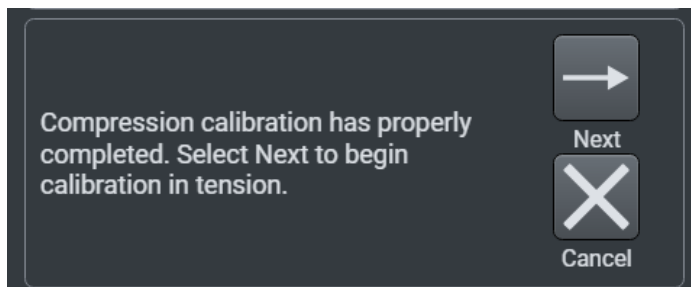 Compression calibration has properly
completed. Select Next to begin
calibration in tension.
Next
Cancel